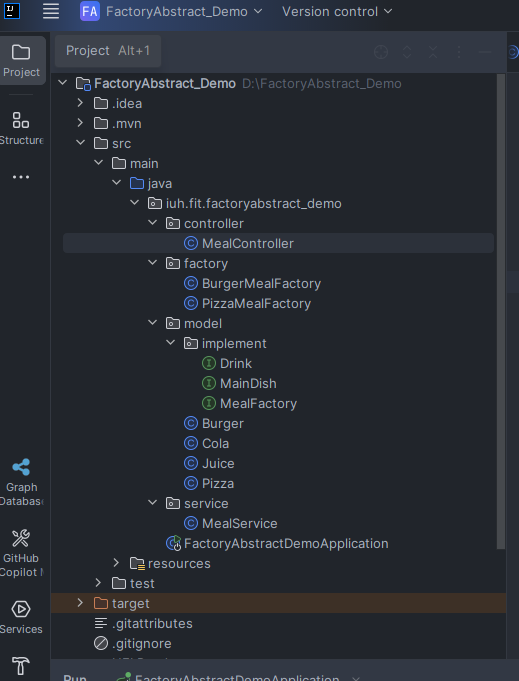 FA FactoryAbstract_Demo Version control
Project Alt+1
Project
FactoryAbstract_Demo D:\FactoryAbstract_Demo
.idea
.mvn
Structure
src
main
java
iuh.fit.factoryabstract_demo
controller
MealController
factory
BurgerMealFactory
PizzaMealFactory
model
implement
Drink
MainDish
MealFactory
Burger
Cola
Juice
Pizza
Graph
Database
service
MealService
FactoryAbstractDemoApplication
GitHub
Copilot
resources
test
target
Services
.gitattributes
.gitignore
Run FactoryAbstractDemoApplication